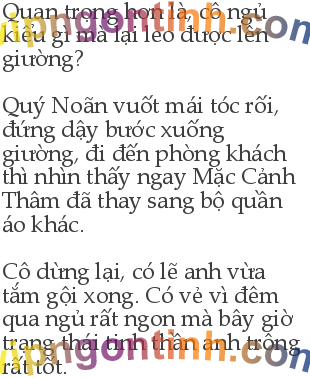 Quan trọng hơn là, cô ngủ
kiểu gì mà lại leo được lên
giường?
Quý Noãn vuốt mái tóc rối,
đứng dậy bước xuống
giường, đi đến phòng khách
thì nhìn thấy ngay Mặc Cảnh
Thâm đã thay sang bộ quần
áo khác.
Cô dừng lại, có lẽ anh vừa
tắm gội xong. Có vẻ vì đêm
qua ngủ rất ngon mà bây giờ
trạng thái tinh thần anh trông
rất tốt.
vipngontinh.com
vipngontinh.com